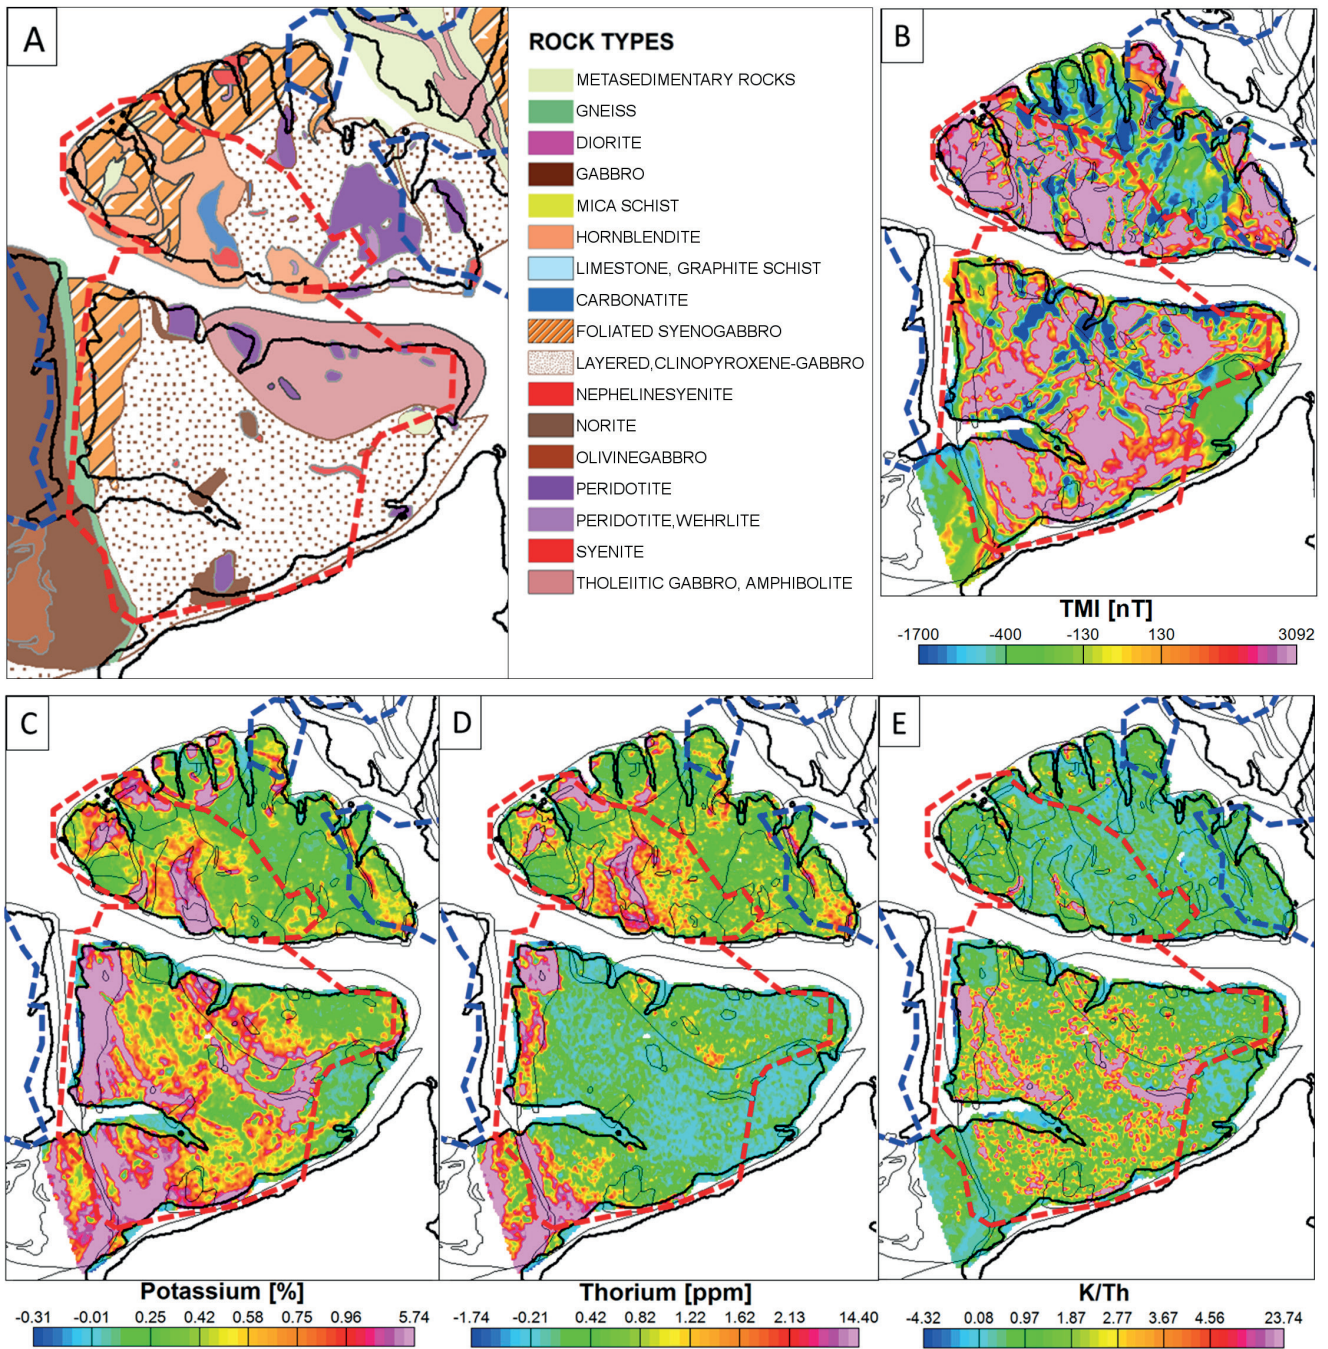 A
ROCK TYPES
METASEDIMENTARY ROCKS
GNEISS
DIORITE
GABBRO
MICA SCHIST
HORNBLENDITE
LIMESTONE, GRAPHITE SCHIST
CARBONATITE
FOLIATED SYENOGABBRO
LAYERED,CLINOPYROXENE-GABBRO
NEPHELINESYENITE
NORITE
OLIVINEGABBRO
PERIDOTITE
PERIDOTITE,WEHRLITE
SYENITE
THOLEIITIC GABBRO, AMPHIBOLITE
B
TMI [nT]
-1700 -400 -130 130 3092
C
Potassium [%]
-0.31 -0.01 0.25 0.42 0.58 0.75 0.96 5.74
D
Thorium [ppm]
-1.74 -0.21 0.42 0.82 1.22 1.62 2.13 14.40
E
K/Th
-4.32 0.08 0.97 1.87 2.77 3.67 4.56 23.74